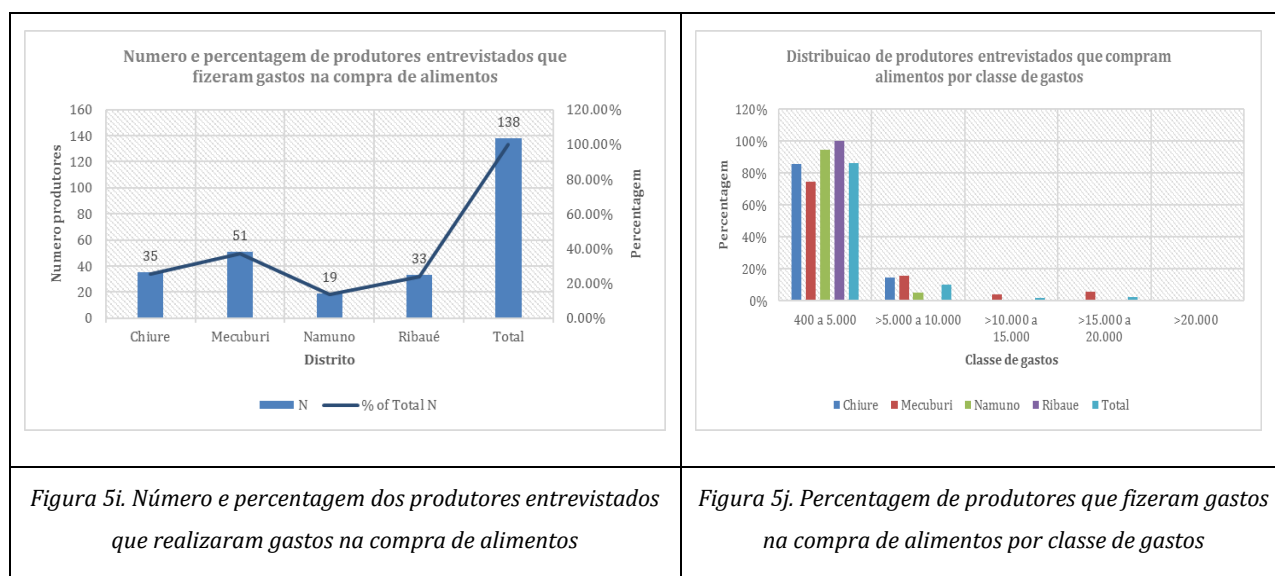 Numero e percentagem de produtores entrevistados que
fizeram gastos na compra de alimentos
160
140
120
100
80
60
40
20
0
Numero produtores
120.00%
100.00%
80.00%
60.00%
40.00%
20.00%
0.00%
Percentagem
35
51
19
33
138
Chiure
Mecuburi
Namuno
Ribaué
Total
Distrito
N
% of Total N
Distribuicao de produtores entrevistados que compram
alimentos por classe de gastos
120%
100%
80%
60%
40%
20%
0%
Percentagem
400 a 5.000
>5.000 a 10.000
>10.000 a
15.000
>15.000 a
20.000
>20.000
Classe de gastos
Chiure
Mecuburi
Namuno
Ribaue
Total
Figura 5i. Número e percentagem dos produtores entrevistados
que realizaram gastos na compra de alimentos
Figura 5j. Percentagem de produtores que fizeram gastos
na compra de alimentos por classe de gastos